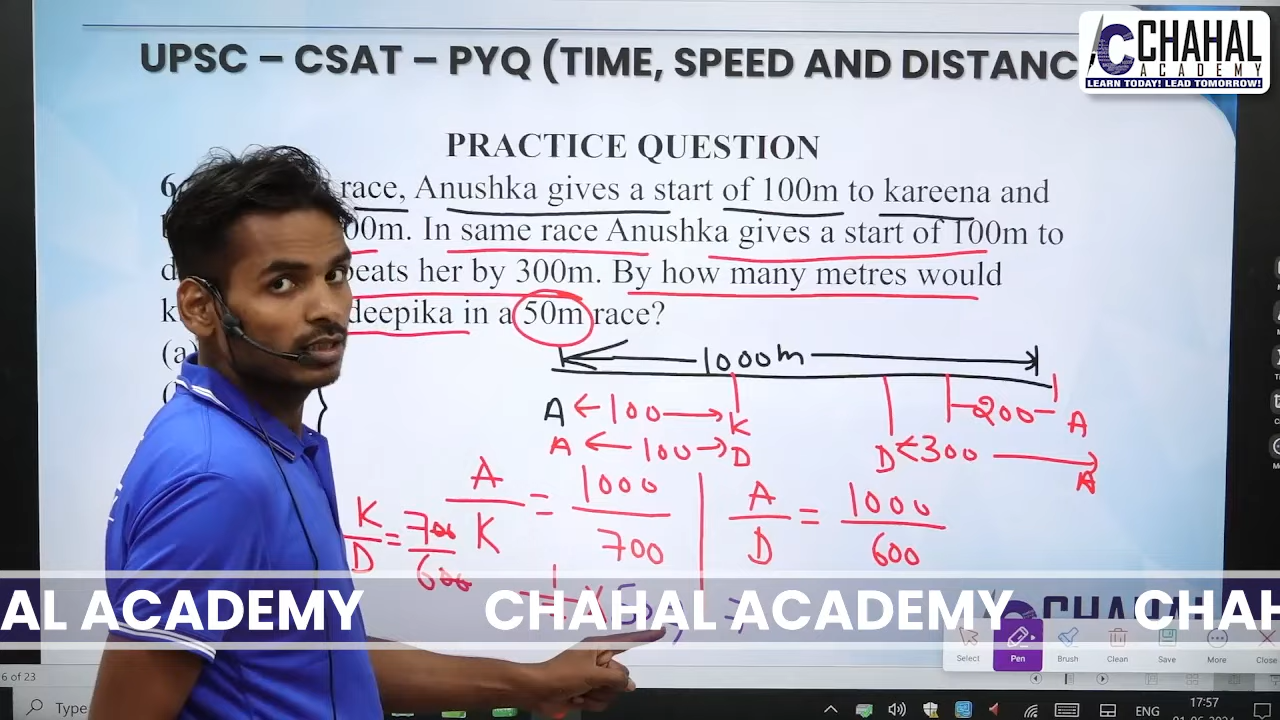 UPSC – CSAT – PYQ (TIME, SPEED AND DISTANC
CHAHAL
ACADEMY
LEARN TODAY! LEAD TOMORROW!
PRACTICE QUESTION
6 race, Anushka gives a start of 100m to kareena and
00m. In same race Anushka gives a start of 100m to
d beats her by 300m. By how many metres would
k deepika in a 50m race?
(a)
1000m
A 100 K 200 A
A 100 D D 300 A
A/K = 1000/700
A/D = 1000/600
K/D = 700/600
AL ACADEMY CHAHAL ACADEMY CHAH
CHAHAL
Select Pen Brush Clean Save More Close
6 of 23
Type
ENG
17:57